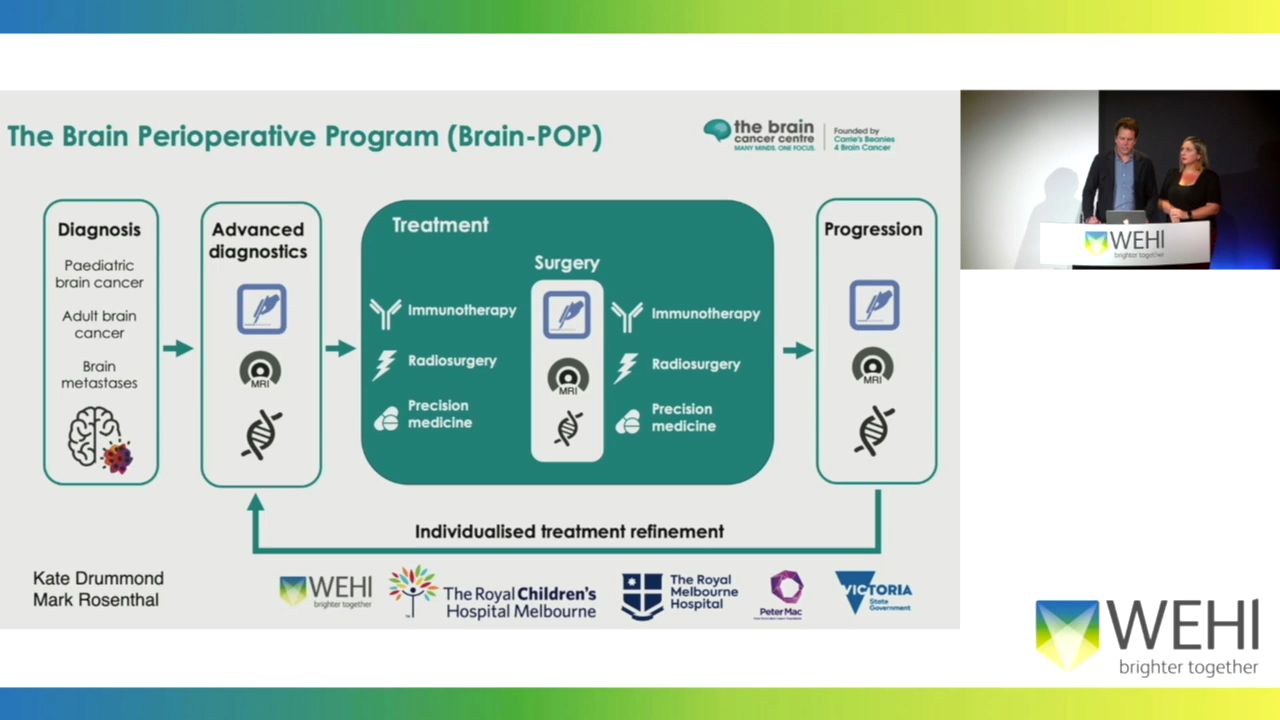 The Brain Perioperative Program (Brain-POP)
the brain
cancer centre
MANY MINDS. ONE FOCUS.
Founded by
Carrie's Beanies
4 Brain Cancer
Diagnosis
Paediatric
brain cancer
Adult brain
cancer
Brain
metastases
Advanced
diagnostics
MRI
Treatment
Immunotherapy
Radiosurgery
Precision
medicine
Surgery
MRI
Immunotherapy
Radiosurgery
Precision
medicine
Progression
MRI
Individualised treatment refinement
Kate Drummond
Mark Rosenthal
WEHI
brighter together
The Royal Children's
Hospital Melbourne
The Royal
Melbourne
Hospital
Peter Mac
VICTORIA
State
Government
WEHI
brighter together
WEHI
brighter together